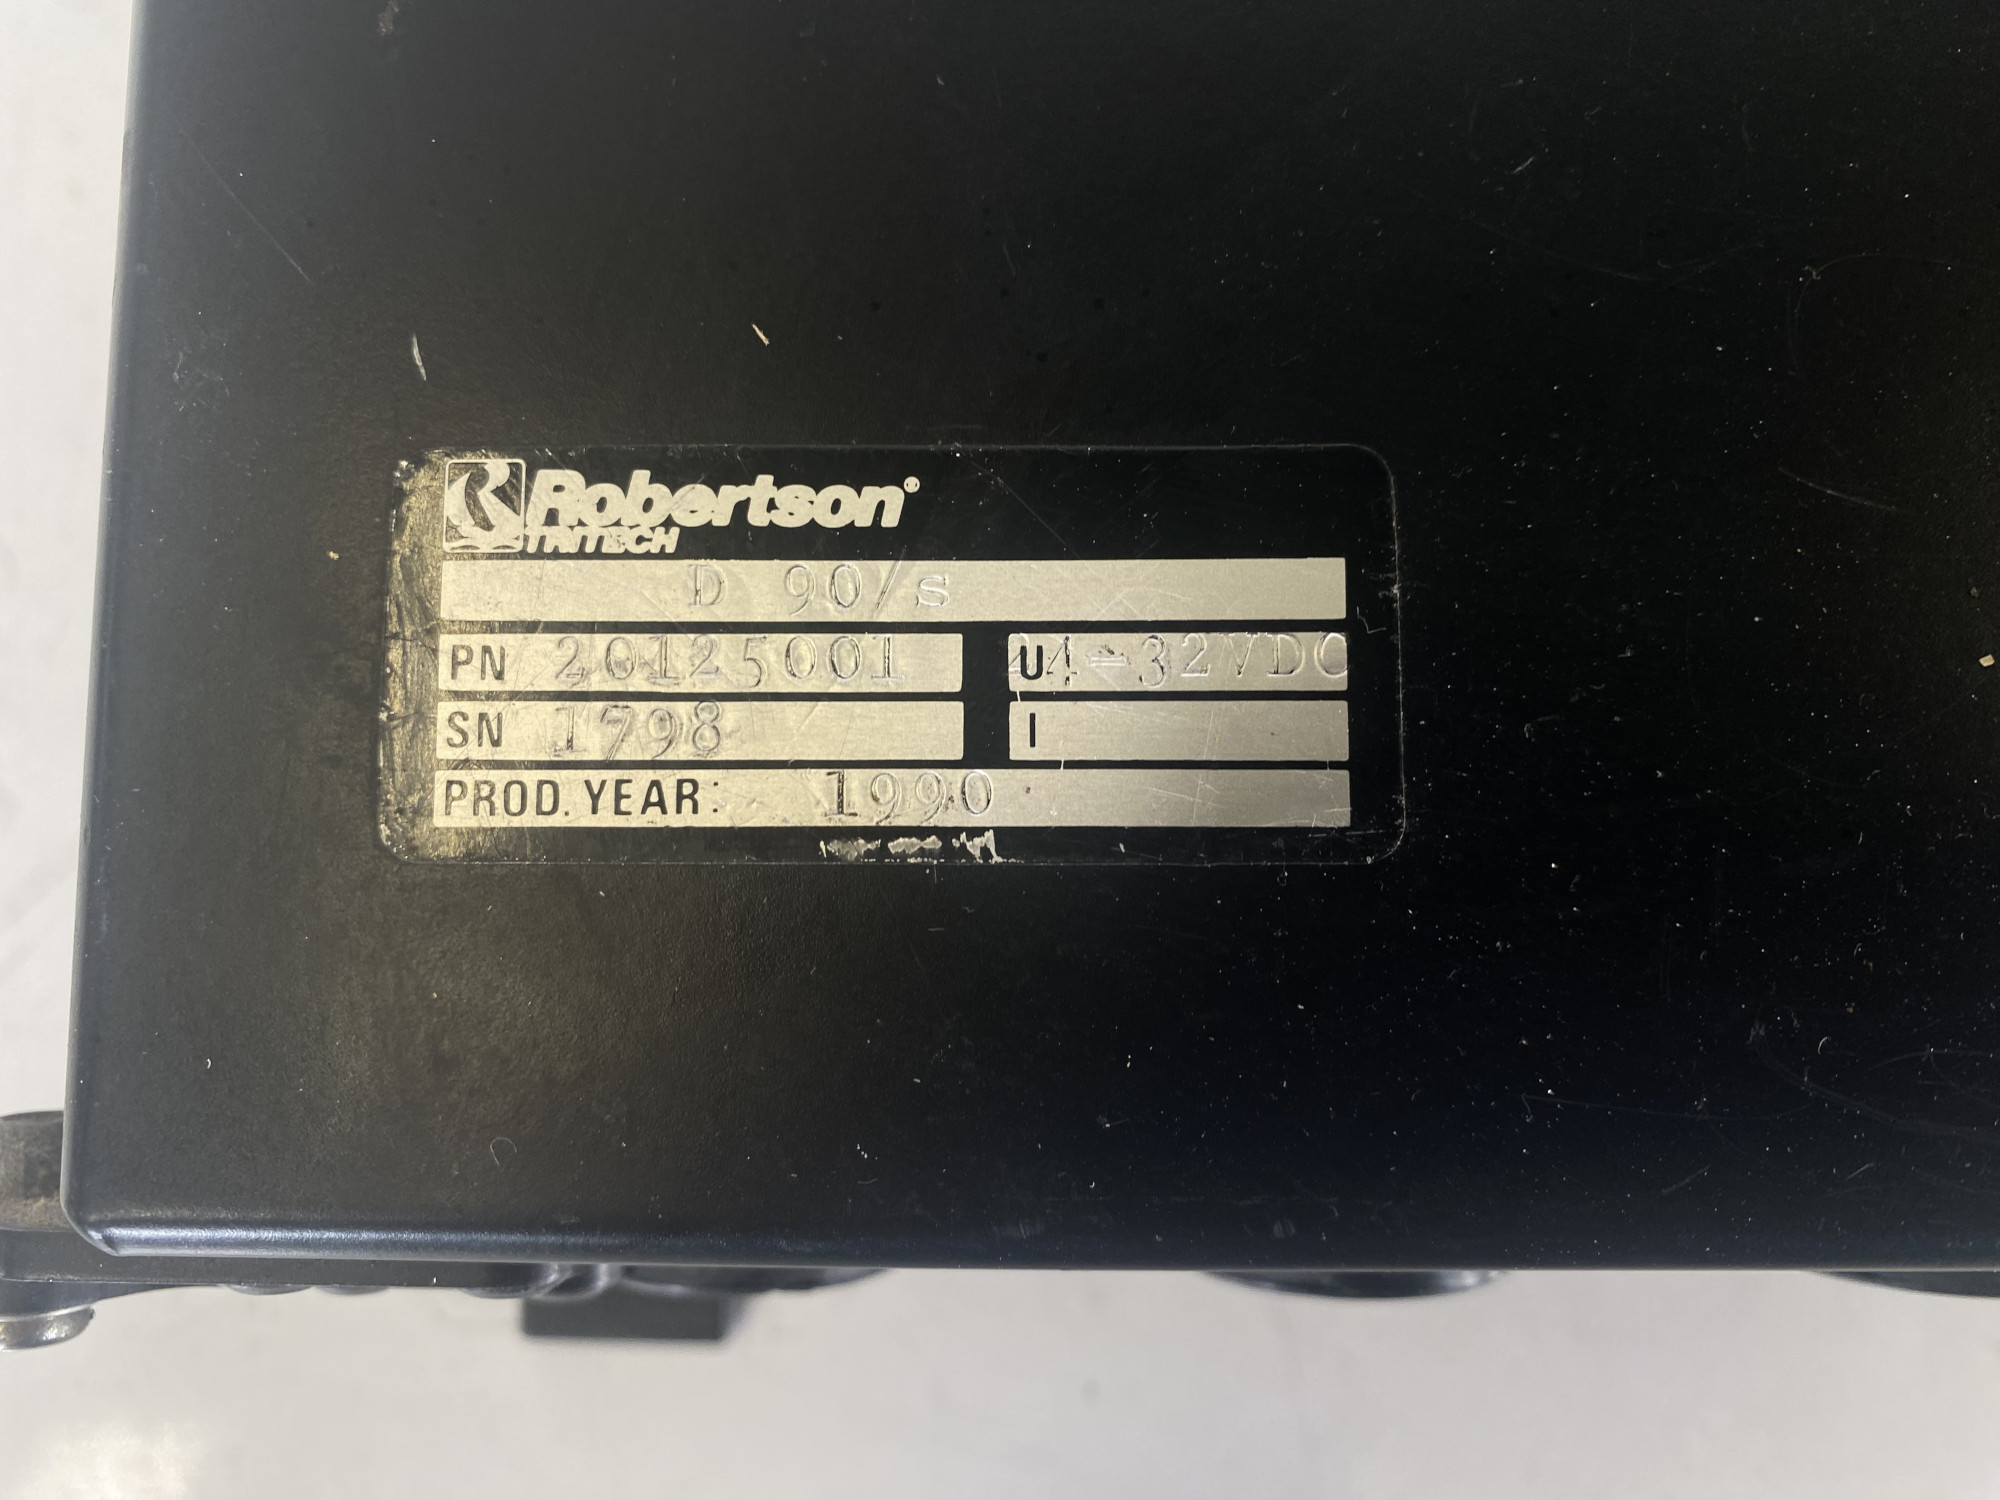 Robertson
TRITECH
D 90/s
PN 20125001 U 24-32VDC
SN 1798 I
PROD. YEAR: 1990